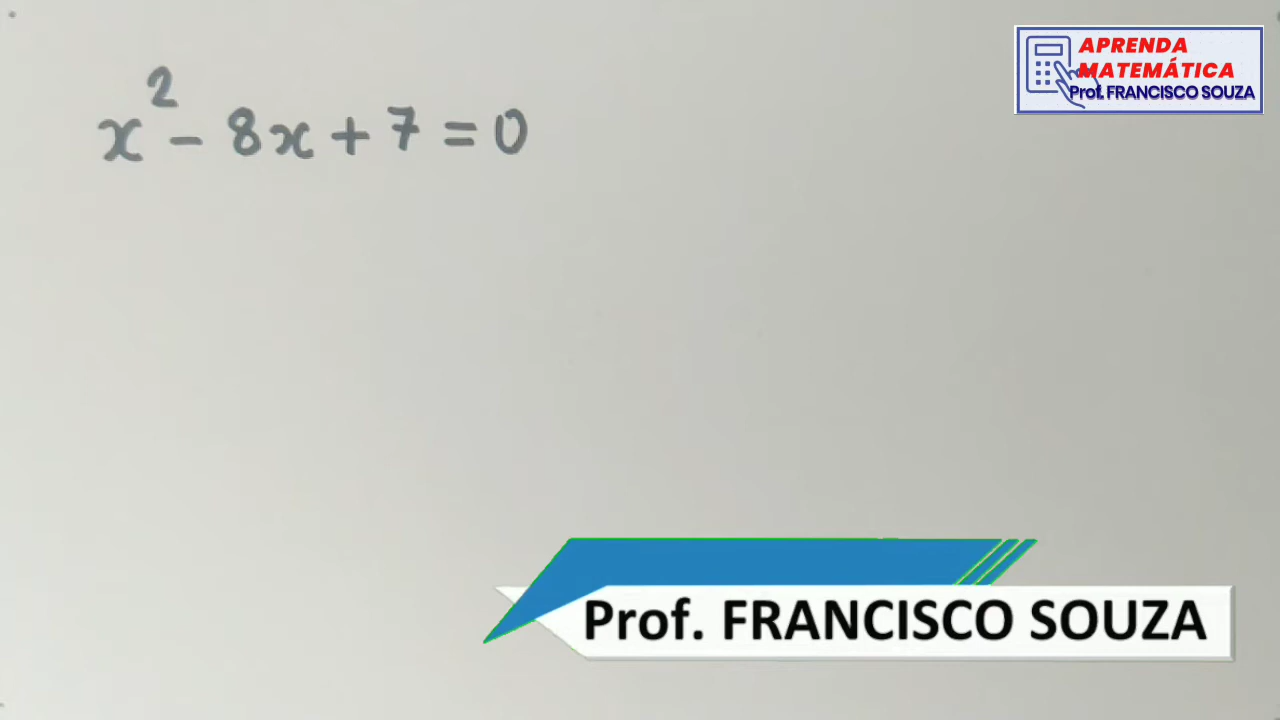 x² - 8x + 7 = 0
APRENDA
MATEMÁTICA
Prof. FRANCISCO SOUZA
Prof. FRANCISCO SOUZA